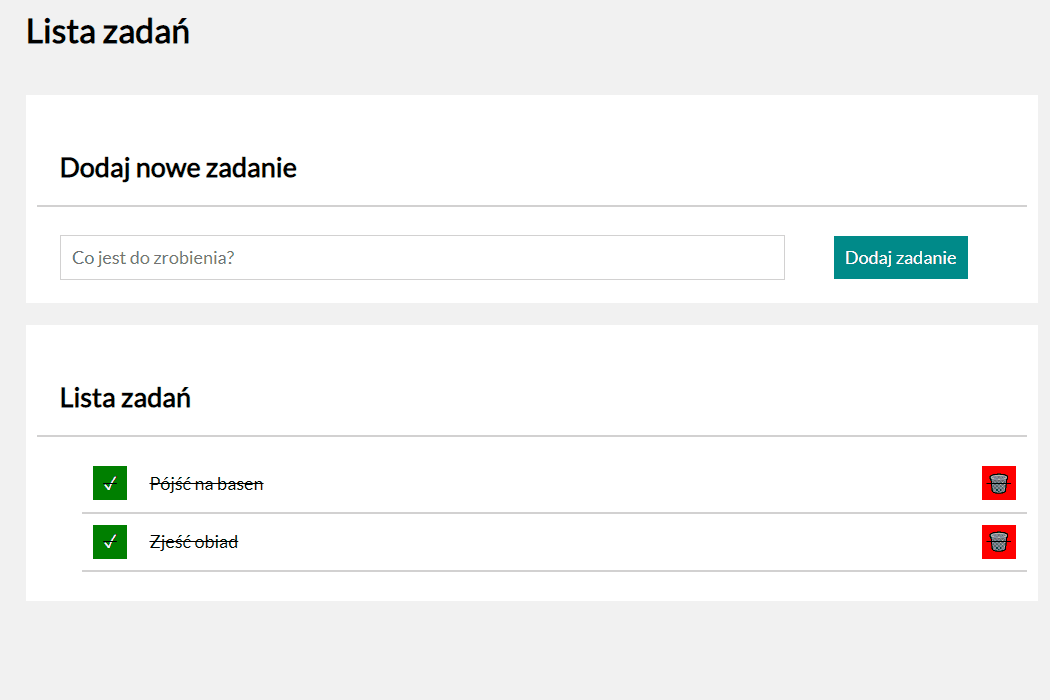 Lista zadań
Dodaj nowe zadanie
Co jest do zrobienia?
Dodaj zadanie
Lista zadań
✓ Pójść na basen
✓ Zjeść obiad